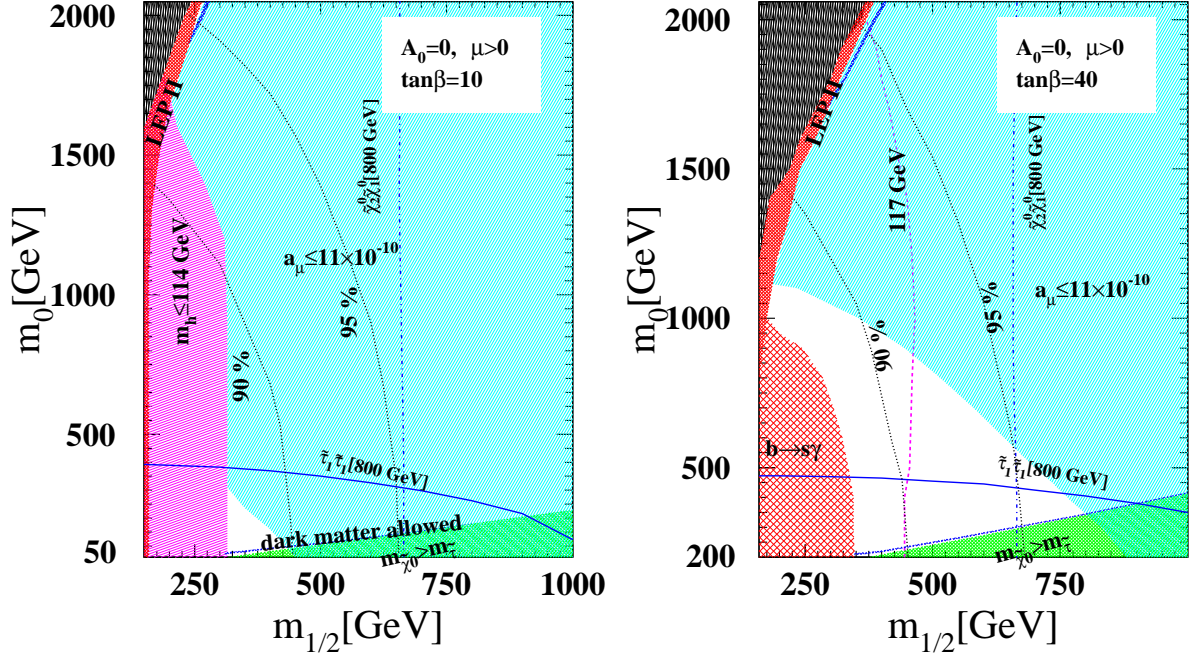 A₀=0, μ>0
tanβ=10
LEP II
m_h≤114 GeV
90 %
95 %
a_μ≤11×10⁻¹⁰
χ̃₂⁰χ̃₁⁰[800 GeV]
τ̃₁τ̃₁[800 GeV]
dark matter allowed
m_χ̃0>m_τ̃
2000
1500
1000
500
50
m₀[GeV]
250
500
750
1000
m₁/₂[GeV]
A₀=0, μ>0
tanβ=40
LEP II
117 GeV
90 %
95 %
a_μ≤11×10⁻¹⁰
χ̃₂⁰χ̃₁⁰[800 GeV]
b→sγ
τ̃₁τ̃₁[800 GeV]
m_χ̃0>m_τ̃
2000
1500
1000
500
200
m₀[GeV]
250
500
750
m₁/₂[GeV]